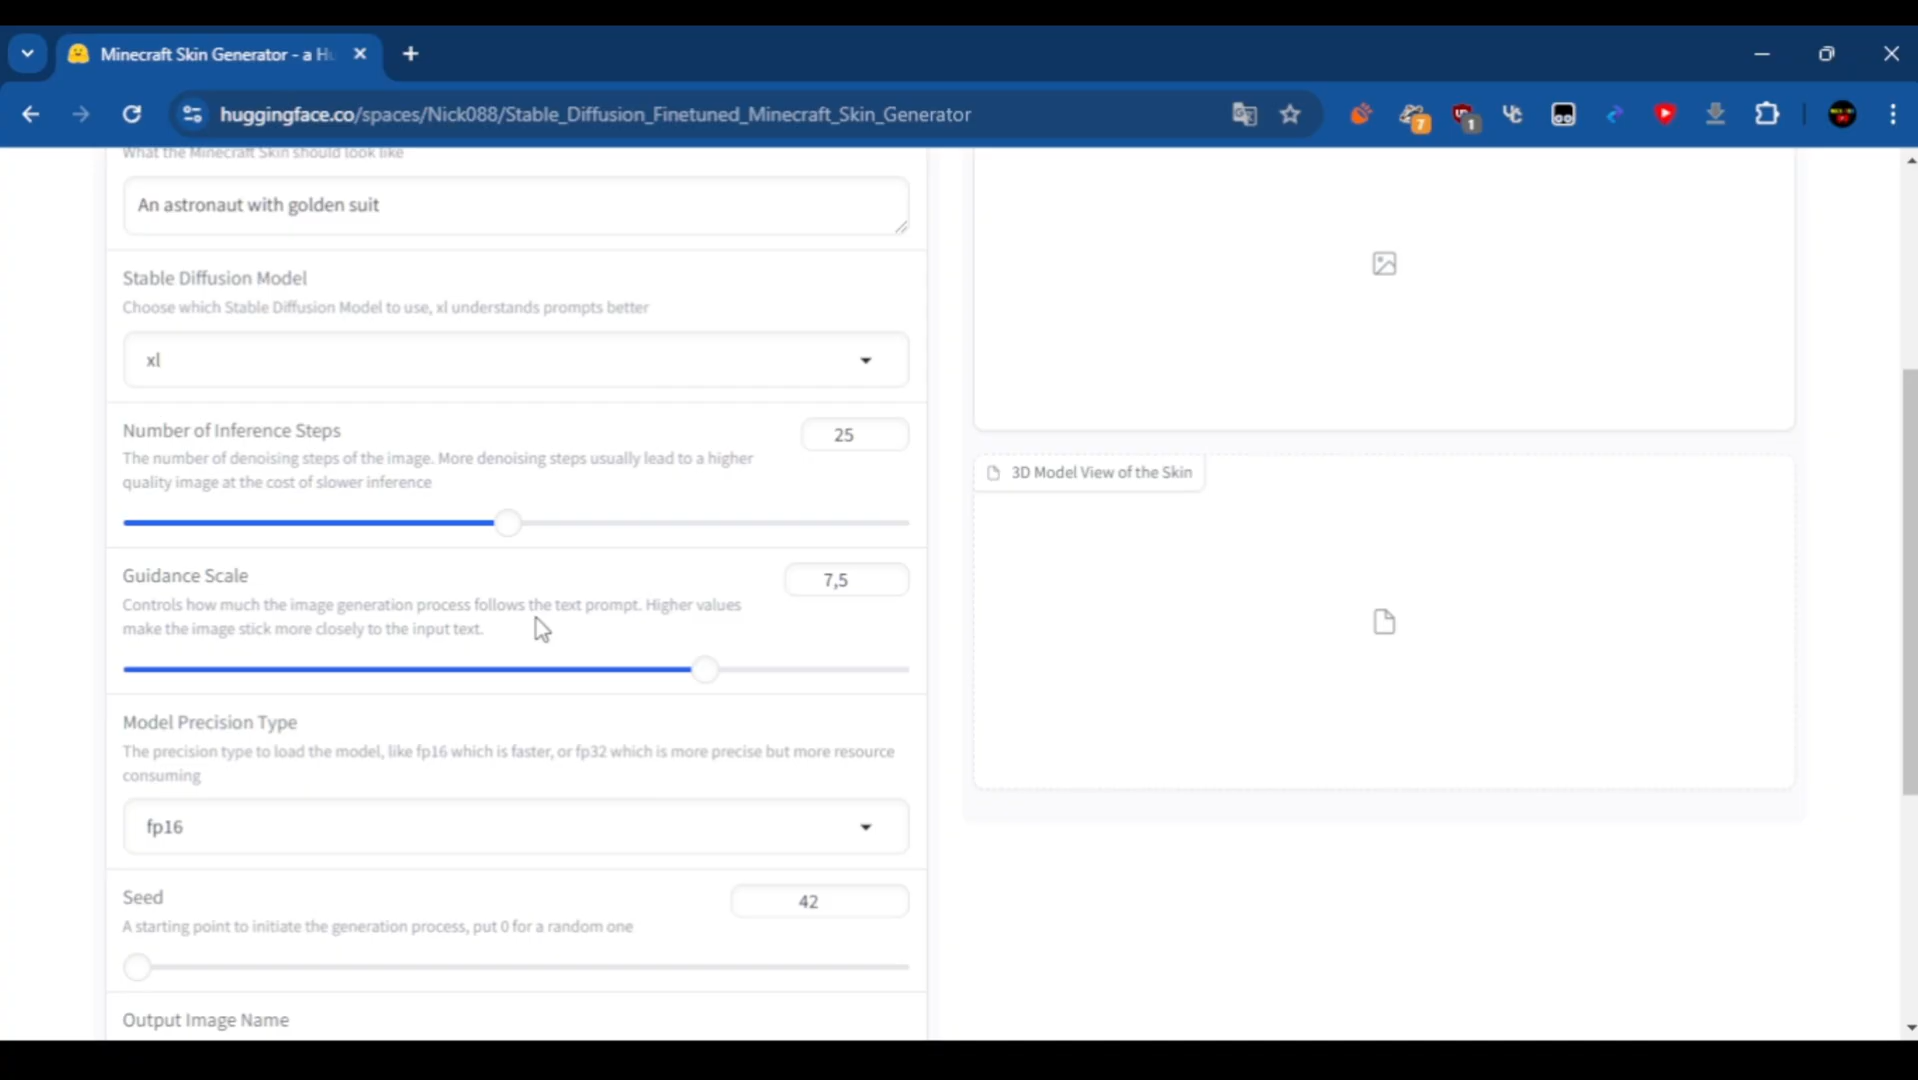 Minecraft Skin Generator - a Hu
huggingface.co/spaces/Nick088/Stable_Diffusion_Finetuned_Minecraft_Skin_Generator
7
1
What the Minecraft Skin should look like
An astronaut with golden suit
Stable Diffusion Model
Choose which Stable Diffusion Model to use, xl understands prompts better
xl
Number of Inference Steps
25
The number of denoising steps of the image. More denoising steps usually lead to a higher
quality image at the cost of slower inference
3D Model View of the Skin
Guidance Scale
7,5
Controls how much the image generation process follows the text prompt. Higher values
make the image stick more closely to the input text.
Model Precision Type
The precision type to load the model, like fp16 which is faster, or fp32 which is more precise but more resource
consuming
fp16
Seed
42
A starting point to initiate the generation process, put 0 for a random one
Output Image Name